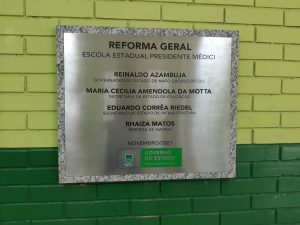 REFORMA GERAL
ESCOLA ESTADUAL PRESIDENTE MÉDICI
REINALDO AZAMBUJA
GOVERNADOR DO ESTADO DE MATO GROSSO DO SUL
MARIA CECILIA AMENDOLA DA MOTTA
SECRETÁRIA DE ESTADO DE EDUCAÇÃO
EDUARDO CORRÊA RIEDEL
SECRETÁRIO DE ESTADO DE INFRAESTRUTURA
RHAIZA MATOS
PREFEITA DE NAVIRAÍ
NOVEMBRO/2021
GOVERNO
DO ESTADO